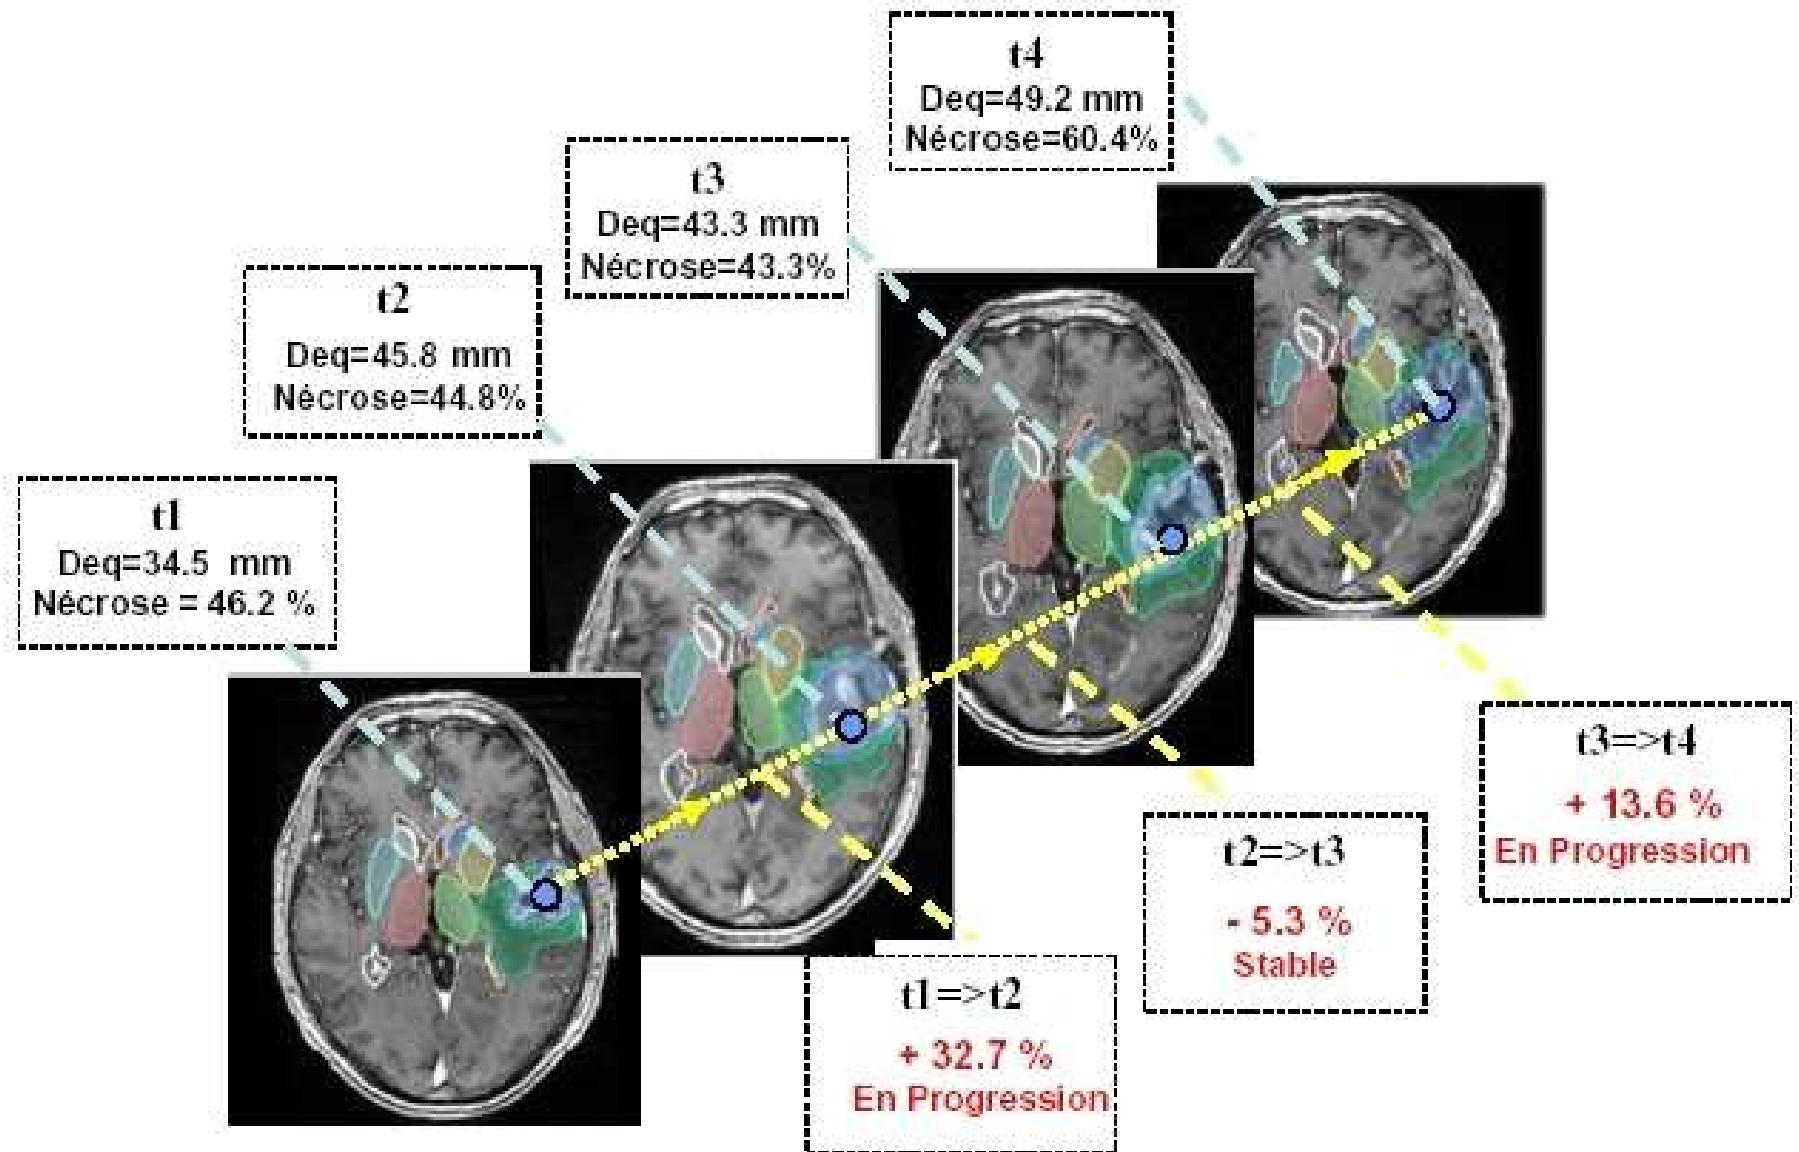 t4
Deq=49.2 mm
Nécrose=60.4%
t3
Deq=43.3 mm
Nécrose=43.3%
t2
Deq=45.8 mm
Nécrose=44.8%
t1
Deq=34.5 mm
Nécrose = 46.2 %
t3=>t4
+ 13.6 %
En Progression
t2=>t3
- 5.3 %
Stable
t1=>t2
+ 32.7 %
En Progression